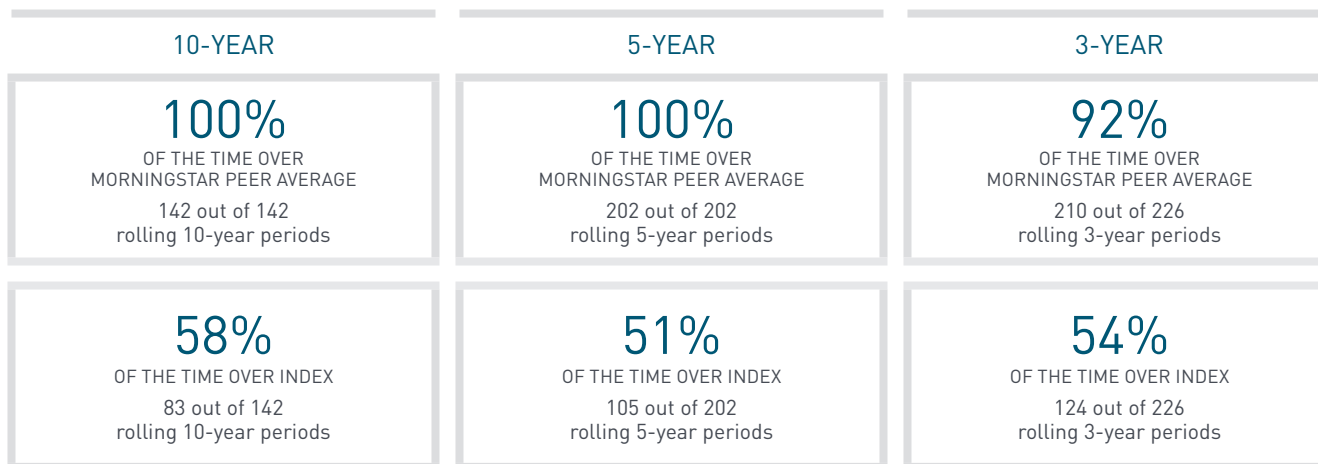 10-YEAR
5-YEAR
3-YEAR
100%
OF THE TIME OVER
MORNINGSTAR PEER AVERAGE
142 out of 142
rolling 10-year periods
100%
OF THE TIME OVER
MORNINGSTAR PEER AVERAGE
202 out of 202
rolling 5-year periods
92%
OF THE TIME OVER
MORNINGSTAR PEER AVERAGE
210 out of 226
rolling 3-year periods
58%
OF THE TIME OVER INDEX
83 out of 142
rolling 10-year periods
51%
OF THE TIME OVER INDEX
105 out of 202
rolling 5-year periods
54%
OF THE TIME OVER INDEX
124 out of 226
rolling 3-year periods